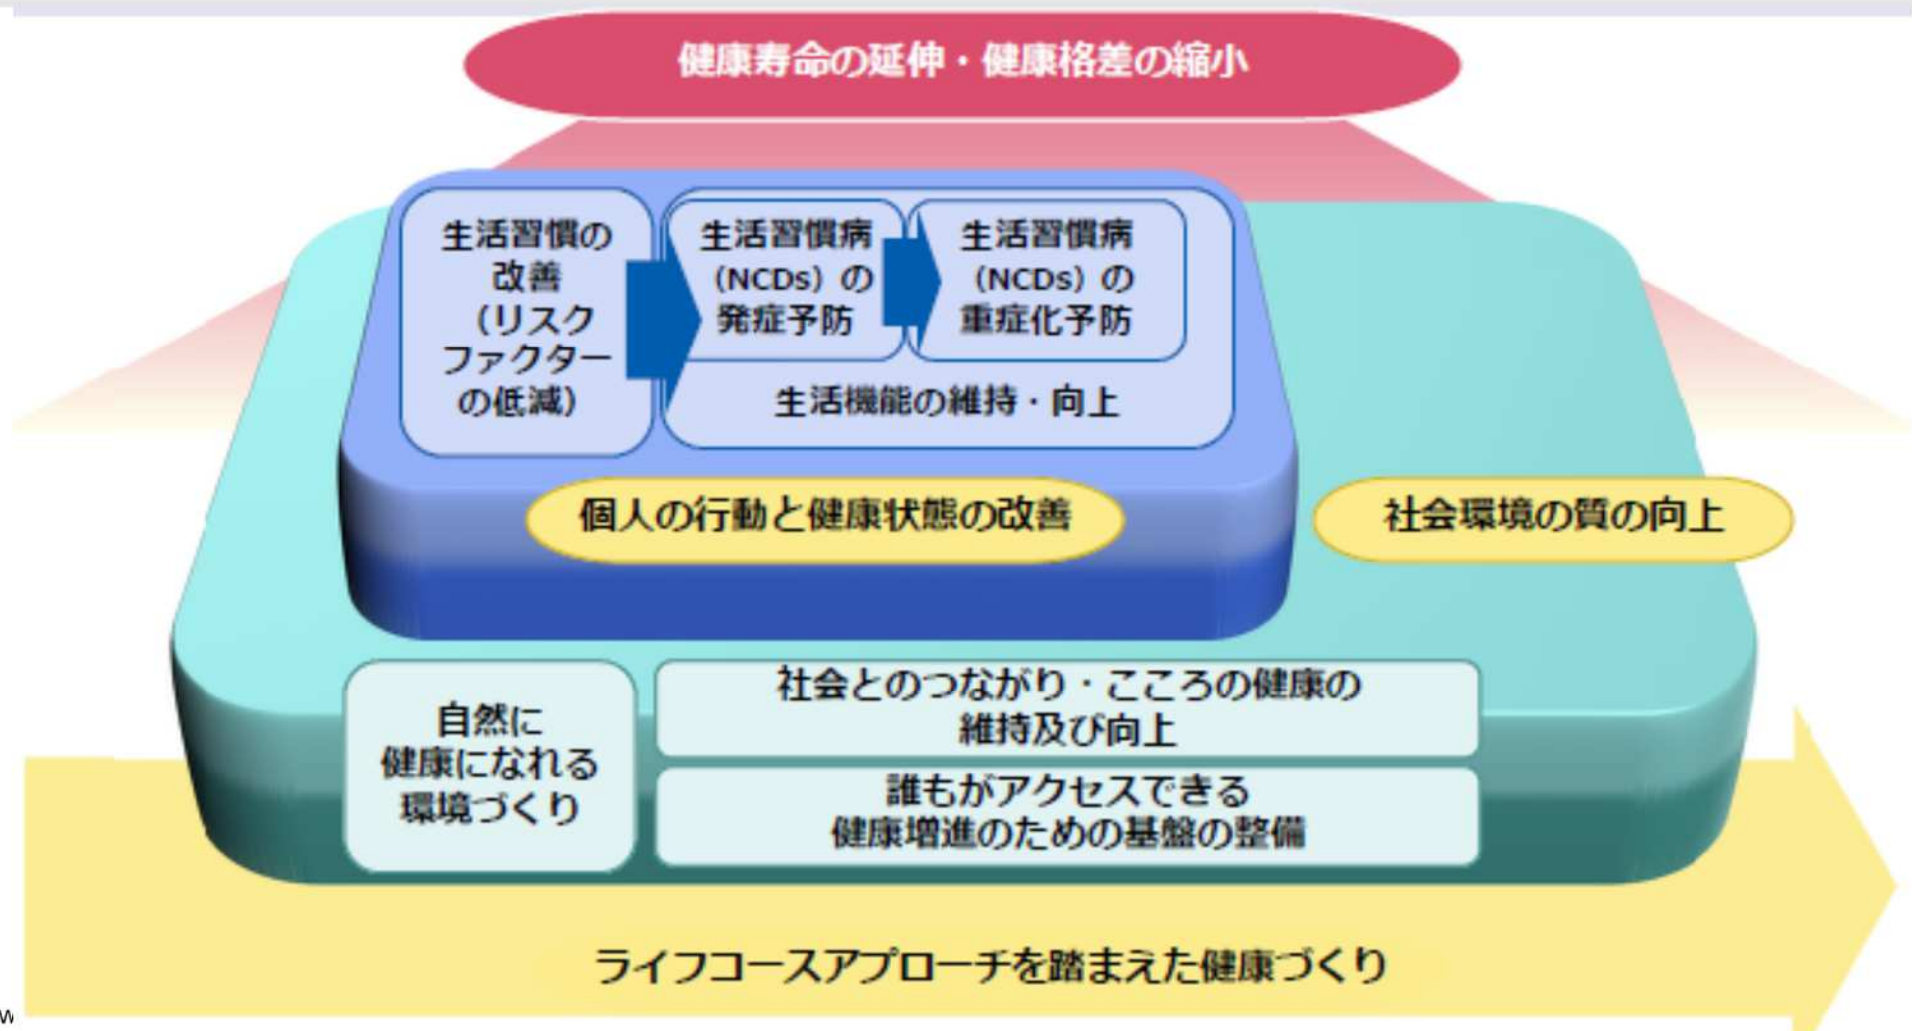 健康寿命の延伸・健康格差の縮小
生活習慣の
改善
（リスク
ファクター
の低減）
生活習慣病
（NCDs）の
発症予防
生活習慣病
（NCDs）の
重症化予防
生活機能の維持・向上
個人の行動と健康状態の改善
社会環境の質の向上
自然に
健康になれる
環境づくり
社会とのつながり・こころの健康の
維持及び向上
誰もがアクセスできる
健康増進のための基盤の整備
ライフコースアプローチを踏まえた健康づくり
w